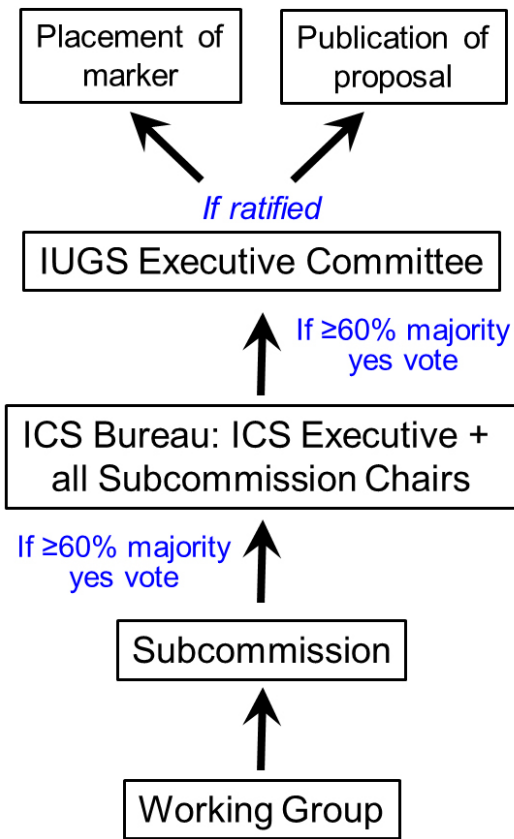 Placement of
marker
Publication of
proposal
If ratified
IUGS Executive Committee
If ≥60% majority
yes vote
ICS Bureau: ICS Executive +
all Subcommission Chairs
If ≥60% majority
yes vote
Subcommission
Working Group